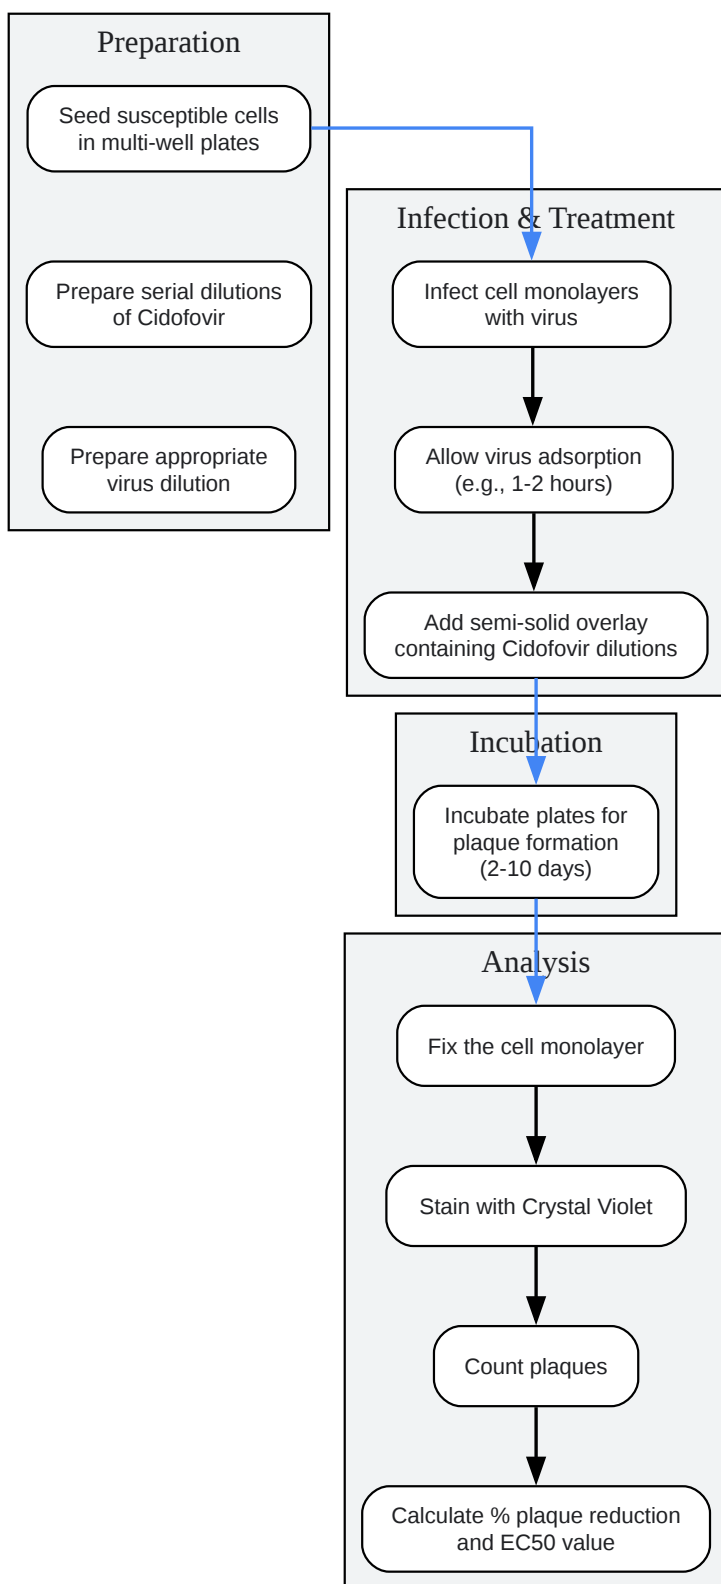 Preparation
Seed susceptible cells
in multi-well plates
Prepare serial dilutions
of Cidofovir
Prepare appropriate
virus dilution
Infection & Treatment
Infect cell monolayers
with virus
Allow virus adsorption
(e.g., 1-2 hours)
Add semi-solid overlay
containing Cidofovir dilutions
Incubation
Incubate plates for
plaque formation
(2-10 days)
Analysis
Fix the cell monolayer
Stain with Crystal Violet
Count plaques
Calculate % plaque reduction
and EC50 value